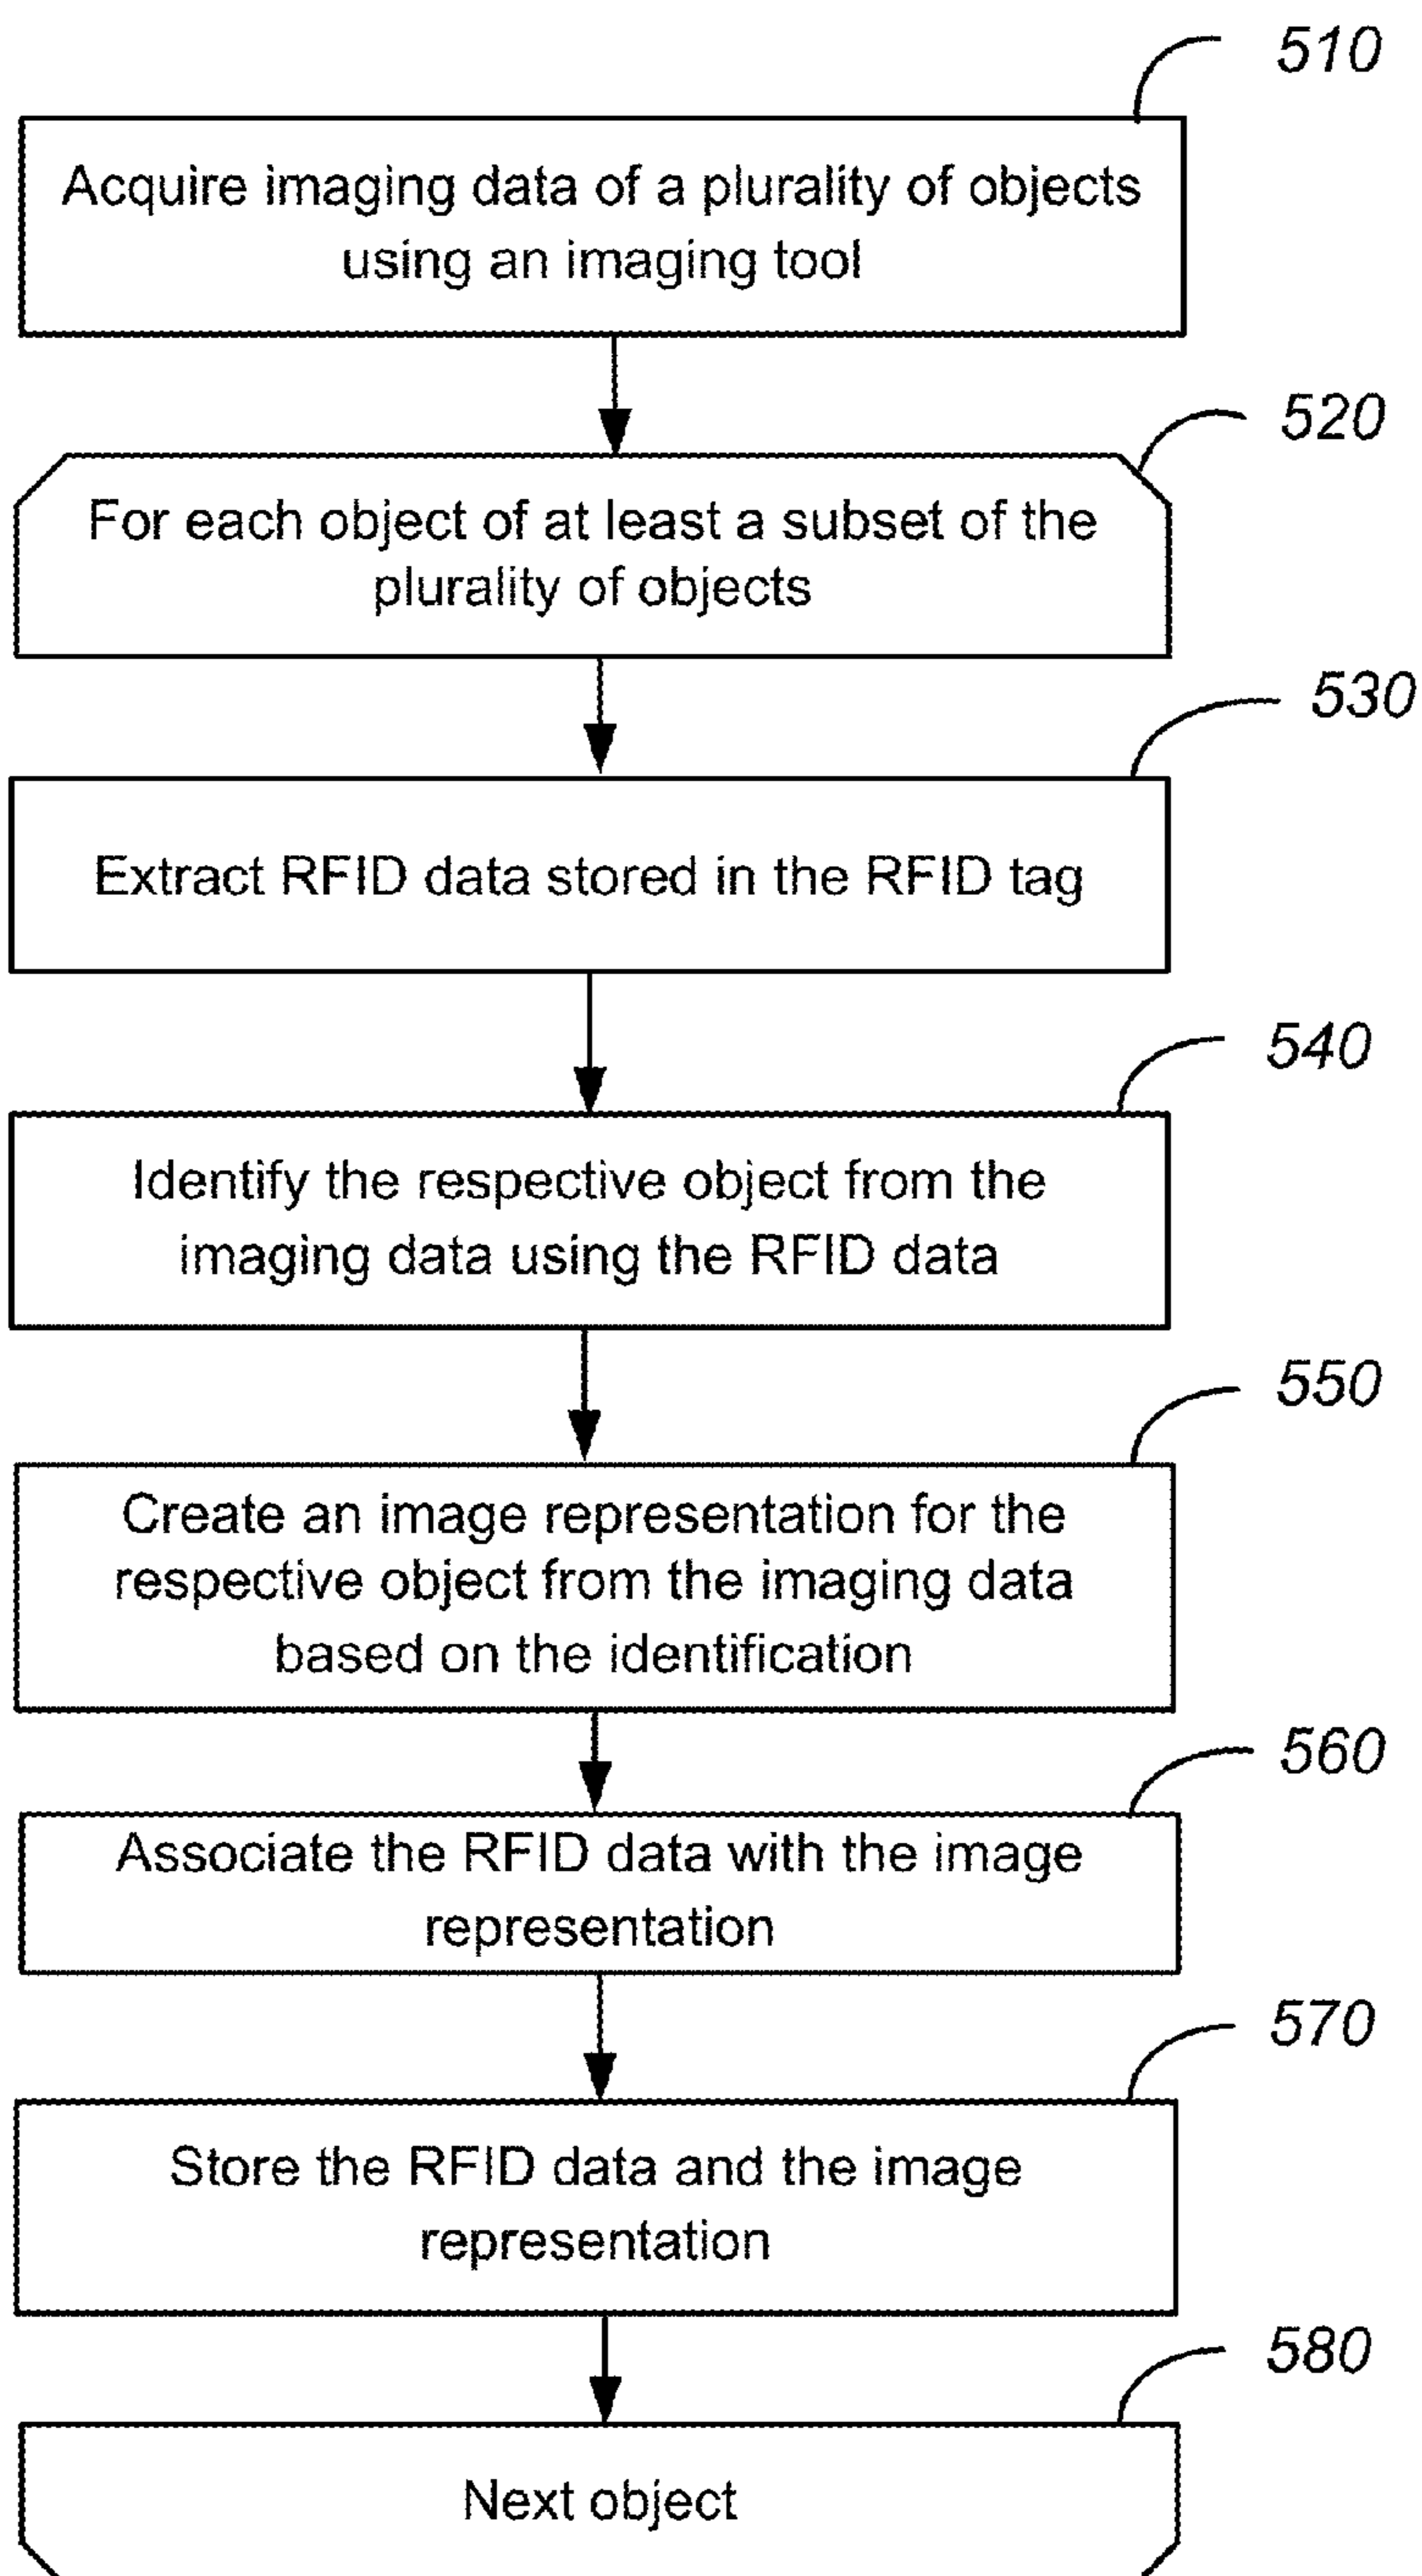 510
Acquire imaging data of a plurality of objects
using an imaging tool
520
For each object of at least a subset of the
plurality of objects
530
Extract RFID data stored in the RFID tag
540
Identify the respective object from the
imaging data using the RFID data
550
Create an image representation for the
respective object from the imaging data
based on the identification
560
Associate the RFID data with the image
representation
570
Store the RFID data and the image
representation
580
Next object